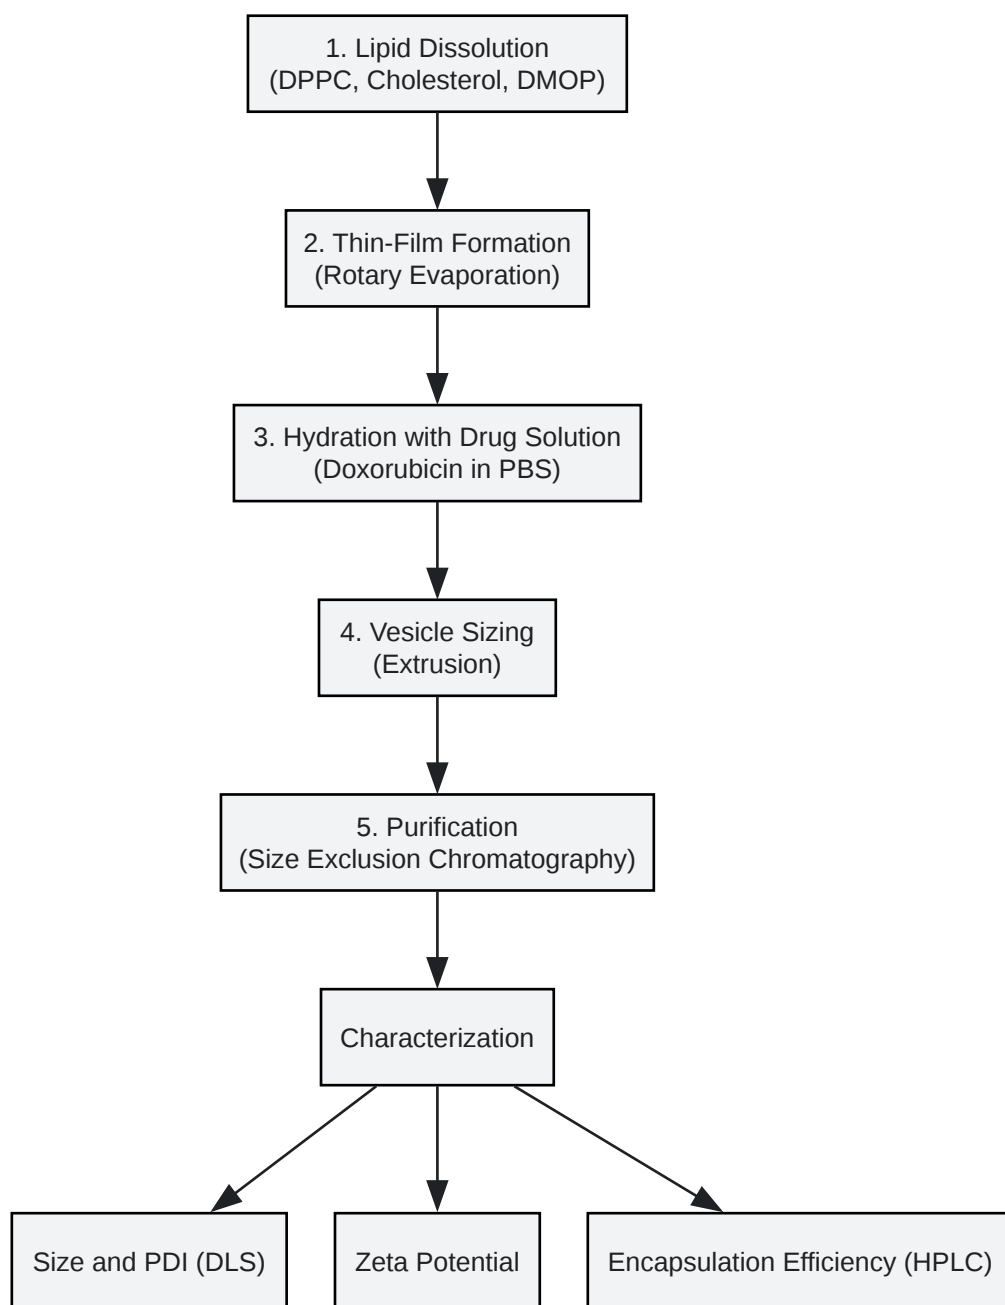 1. Lipid Dissolution
(DPPC, Cholesterol, DMOP)
2. Thin-Film Formation
(Rotary Evaporation)
3. Hydration with Drug Solution
(Doxorubicin in PBS)
4. Vesicle Sizing
(Extrusion)
5. Purification
(Size Exclusion Chromatography)
Characterization
Size and PDI (DLS)
Zeta Potential
Encapsulation Efficiency (HPLC)